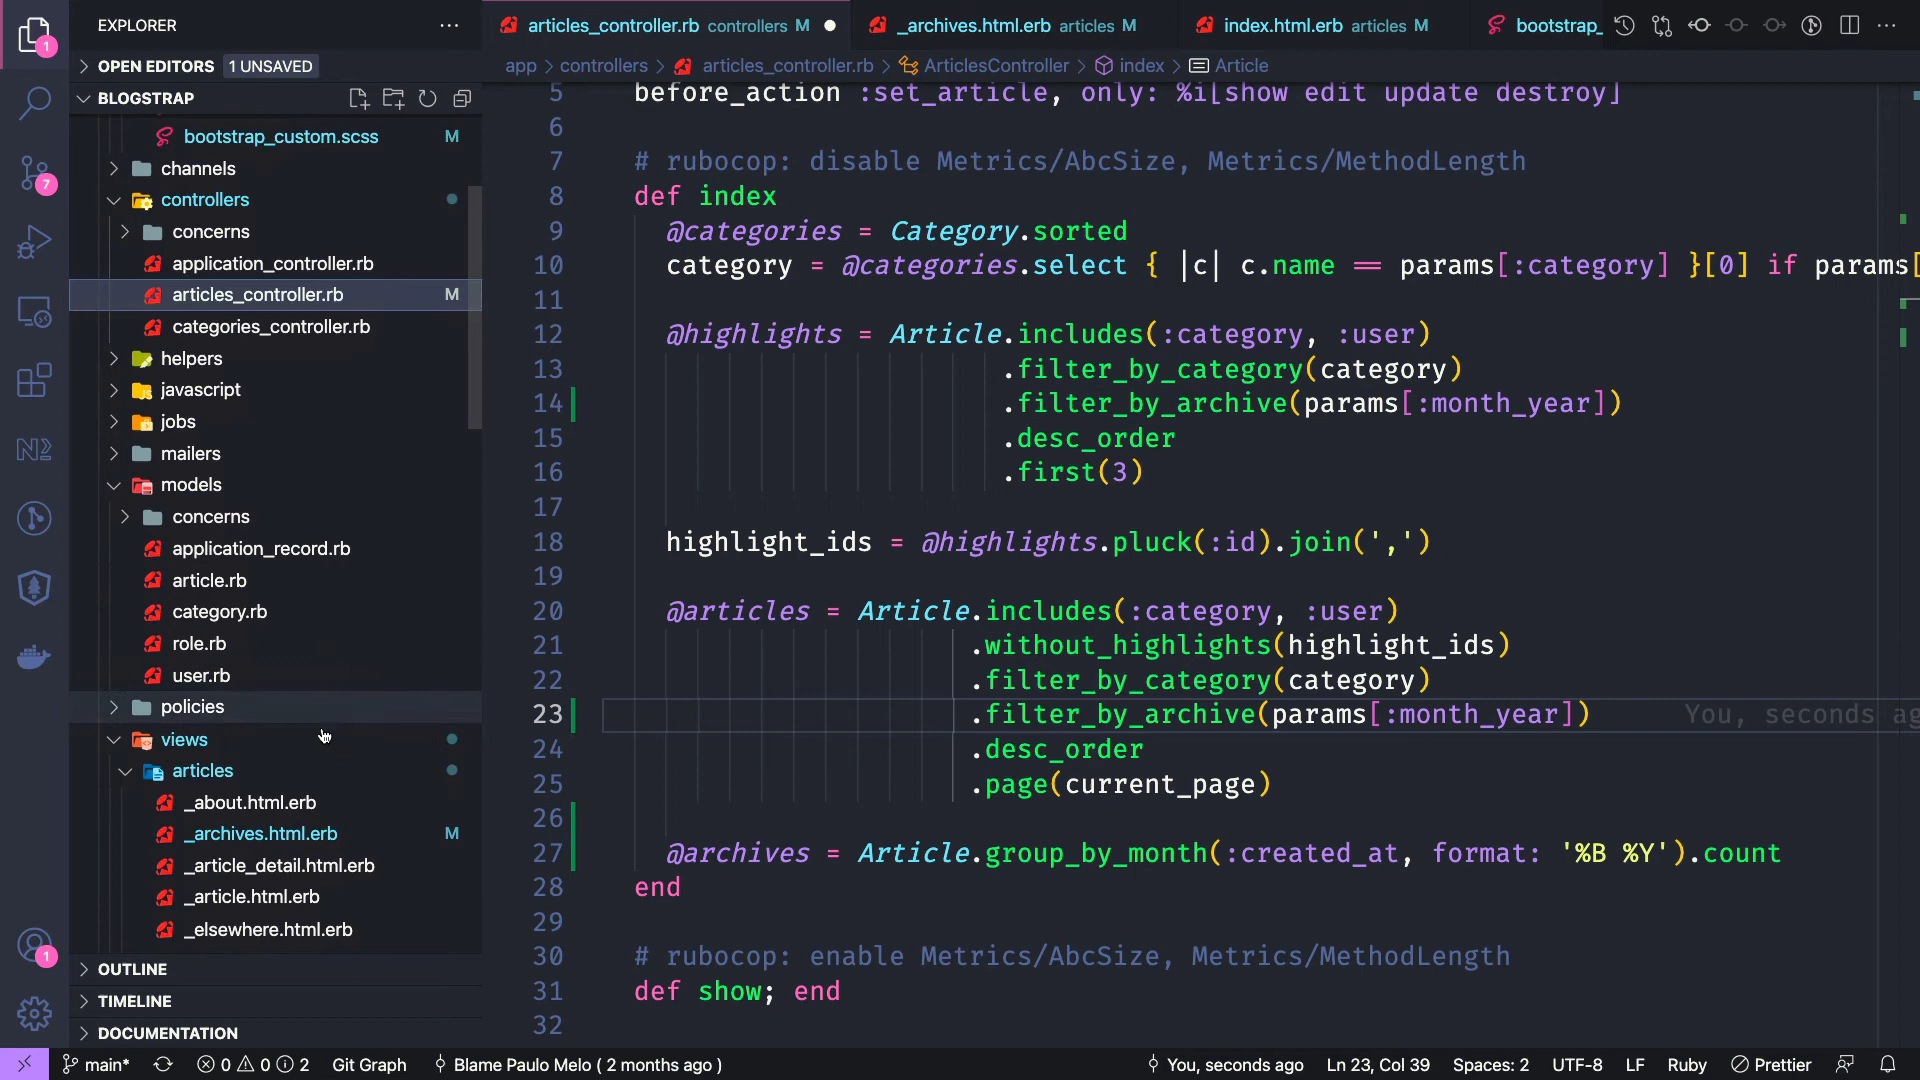 EXPLORER
OPEN EDITORS 1 UNSAVED
BLOGSTRAP
bootstrap_custom.scss M
channels
controllers
concerns
application_controller.rb
articles_controller.rb M
categories_controller.rb
helpers
javascript
jobs
mailers
models
concerns
application_record.rb
article.rb
category.rb
role.rb
user.rb
policies
views
articles
_about.html.erb
_archives.html.erb M
_article_detail.html.erb
_article.html.erb
_elsewhere.html.erb
OUTLINE
TIMELINE
DOCUMENTATION
1
7
1
articles_controller.rb controllers M
_archives.html.erb articles M
index.html.erb articles M
bootstrap_
app > controllers > articles_controller.rb > ArticlesController > index > Article
5 before_action :set_article, only: %i[show edit update destroy]
6
7 # rubocop: disable Metrics/AbcSize, Metrics/MethodLength
8 def index
9 @categories = Category.sorted
10 category = @categories.select { |c| c.name == params[:category] }[0] if params[
11
12 @highlights = Article.includes(:category, :user)
13 .filter_by_category(category)
14 .filter_by_archive(params[:month_year])
15 .desc_order
16 .first(3)
17
18 highlight_ids = @highlights.pluck(:id).join(',')
19
20 @articles = Article.includes(:category, :user)
21 .without_highlights(highlight_ids)
22 .filter_by_category(category)
23 .filter_by_archive(params[:month_year]) You, seconds ag
24 .desc_order
25 .page(current_page)
26
27 @archives = Article.group_by_month(:created_at, format: '%B %Y').count
28 end
29
30 # rubocop: enable Metrics/AbcSize, Metrics/MethodLength
31 def show; end
32
main* 0 0 2 Git Graph Blame Paulo Melo ( 2 months ago ) You, seconds ago Ln 23, Col 39 Spaces: 2 UTF-8 LF Ruby Prettier